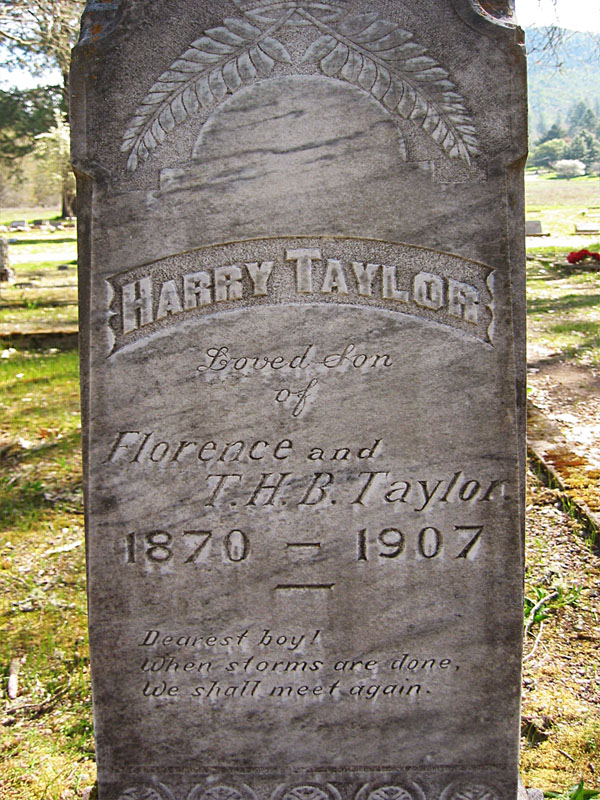 HARRY TAYLOR
Loved Son
of
Florence and
T.H.B. Taylor
1870 – 1907
Dearest boy!
When storms are done,
We shall meet again.